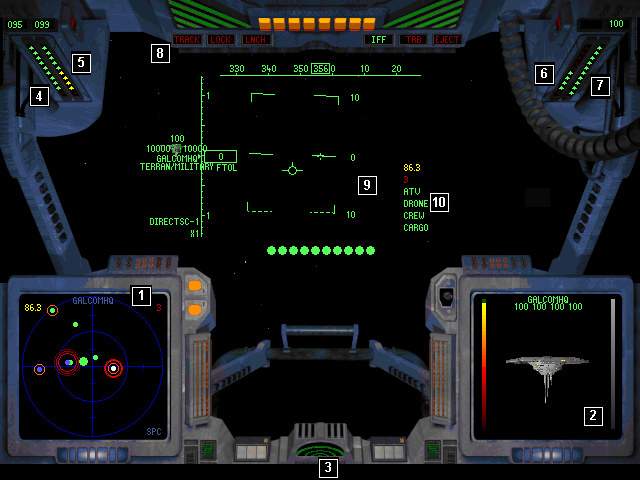 095 099
100
8
TRACK LOCK LNCH IFF TRD EJECT
5
4
6
7
330 340 350 356 0 10 20
1 10
100
10000 10000
GALCOMHQ 0 0
TERRAN/MILITARY FTOL
86.3
3
9
ATV
DRONE 10
CREW
CARGO
DIRECTSC-1 1 10
X1
1
GALCOMHQ
86.3 3
SPC
GALCOMHQ
100 100 100 100
2
3